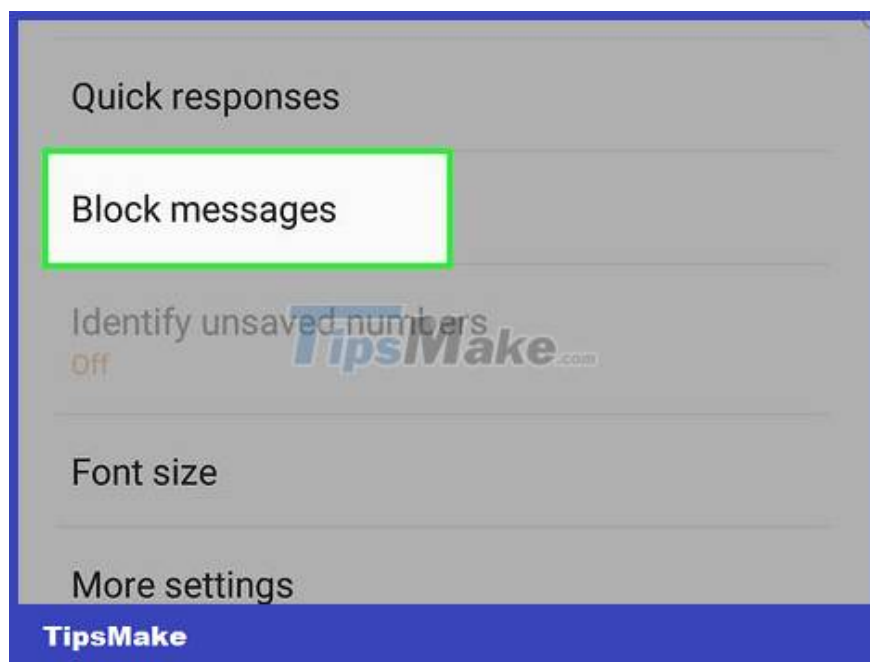 Quick responses
Block messages
Identify unsaved numbers
Off
TipsMake.com
Font size
More settings
TipsMake